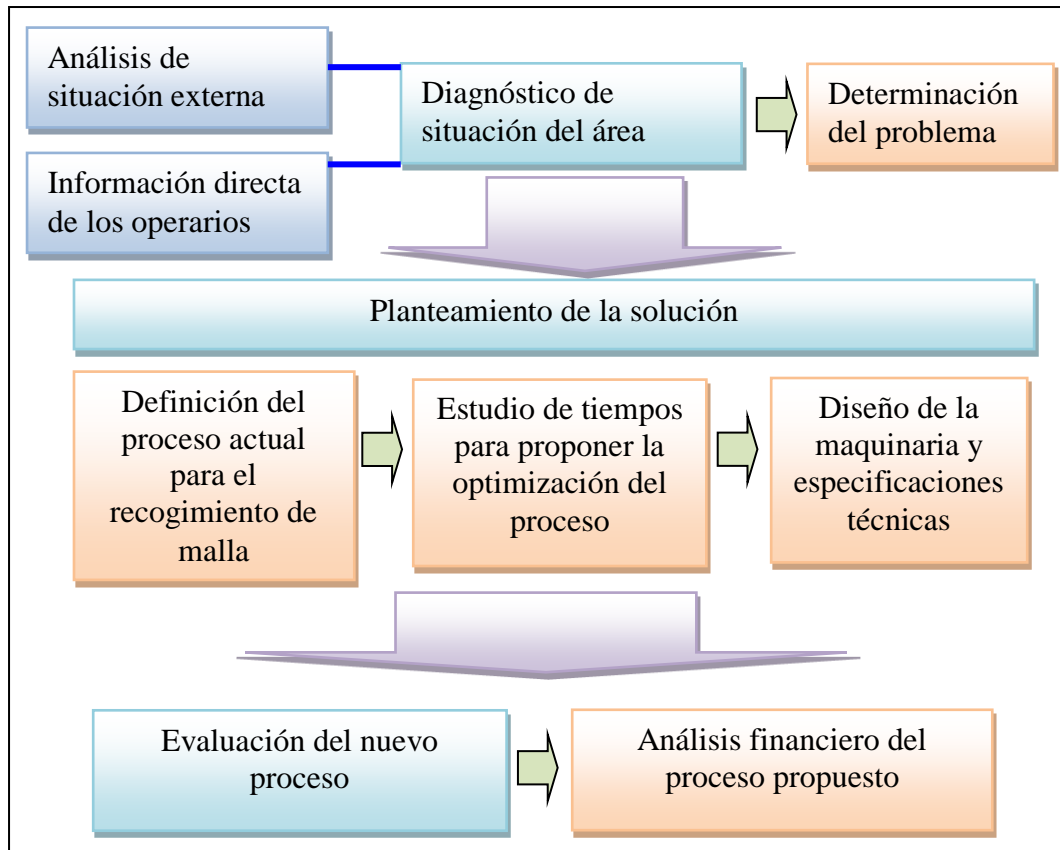 Análisis de
situación externa
Información directa
de los operarios
Diagnóstico de
situación del área
Determinación
del problema
Planteamiento de la solución
Definición del
proceso actual
para el
recogimiento de
malla
Estudio de tiempos
para proponer la
optimización del
proceso
Diseño de la
maquinaria y
especificaciones
técnicas
Evaluación del nuevo
proceso
Análisis financiero del
proceso propuesto